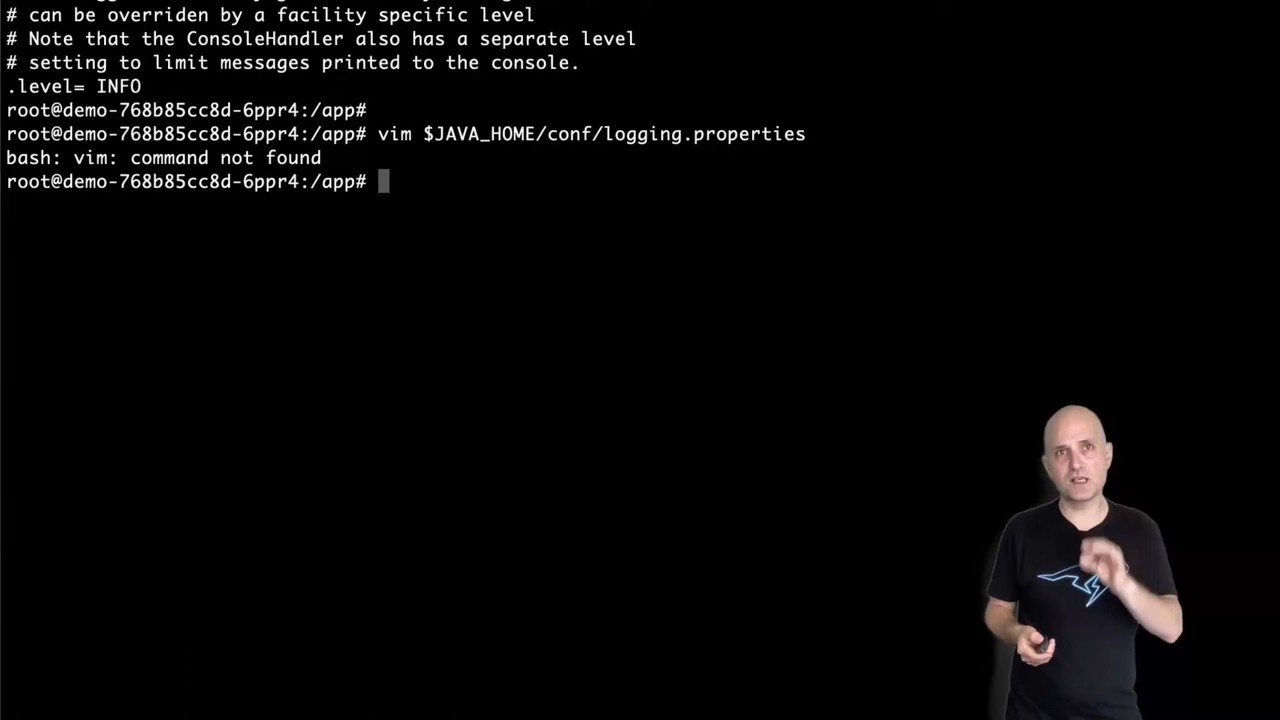 # can be overriden by a facility specific level
# Note that the ConsoleHandler also has a separate level
# setting to limit messages printed to the console.
.level= INFO
root@demo-768b85cc8d-6ppr4:/app#
root@demo-768b85cc8d-6ppr4:/app# vim $JAVA_HOME/conf/logging.properties
bash: vim: command not found
root@demo-768b85cc8d-6ppr4:/app#